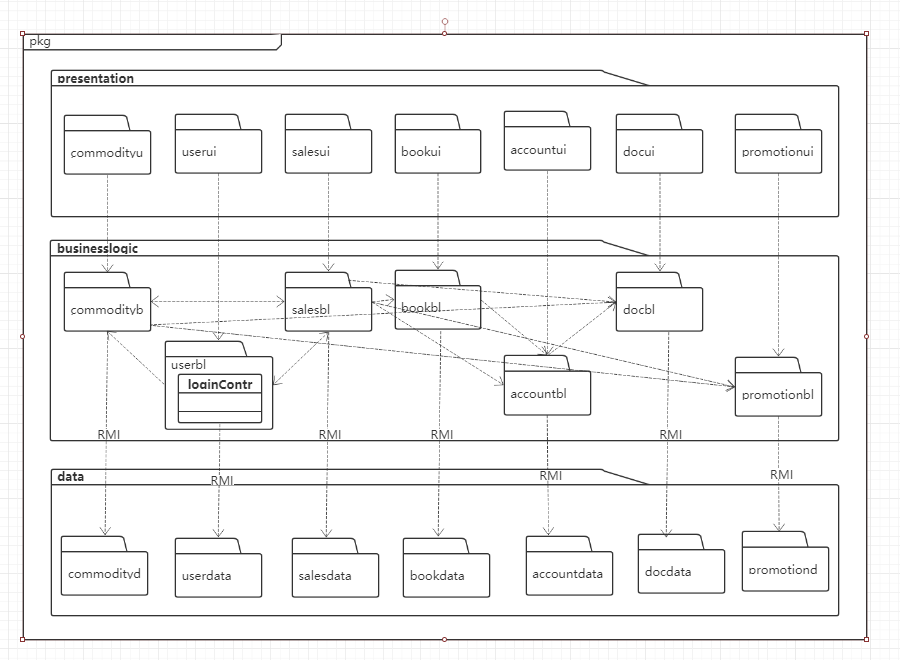 pkg
presentation
commodityu
userui
salesui
bookui
accountui
docui
promotionui
businesslogic
commodityb
salesbl
bookbl
docbl
userbl
loginContr
accountbl
promotionbl
RMI
RMI
RMI
RMI
data
RMI
RMI
RMI
commodityd
userdata
salesdata
bookdata
accountdata
docdata
promotiond